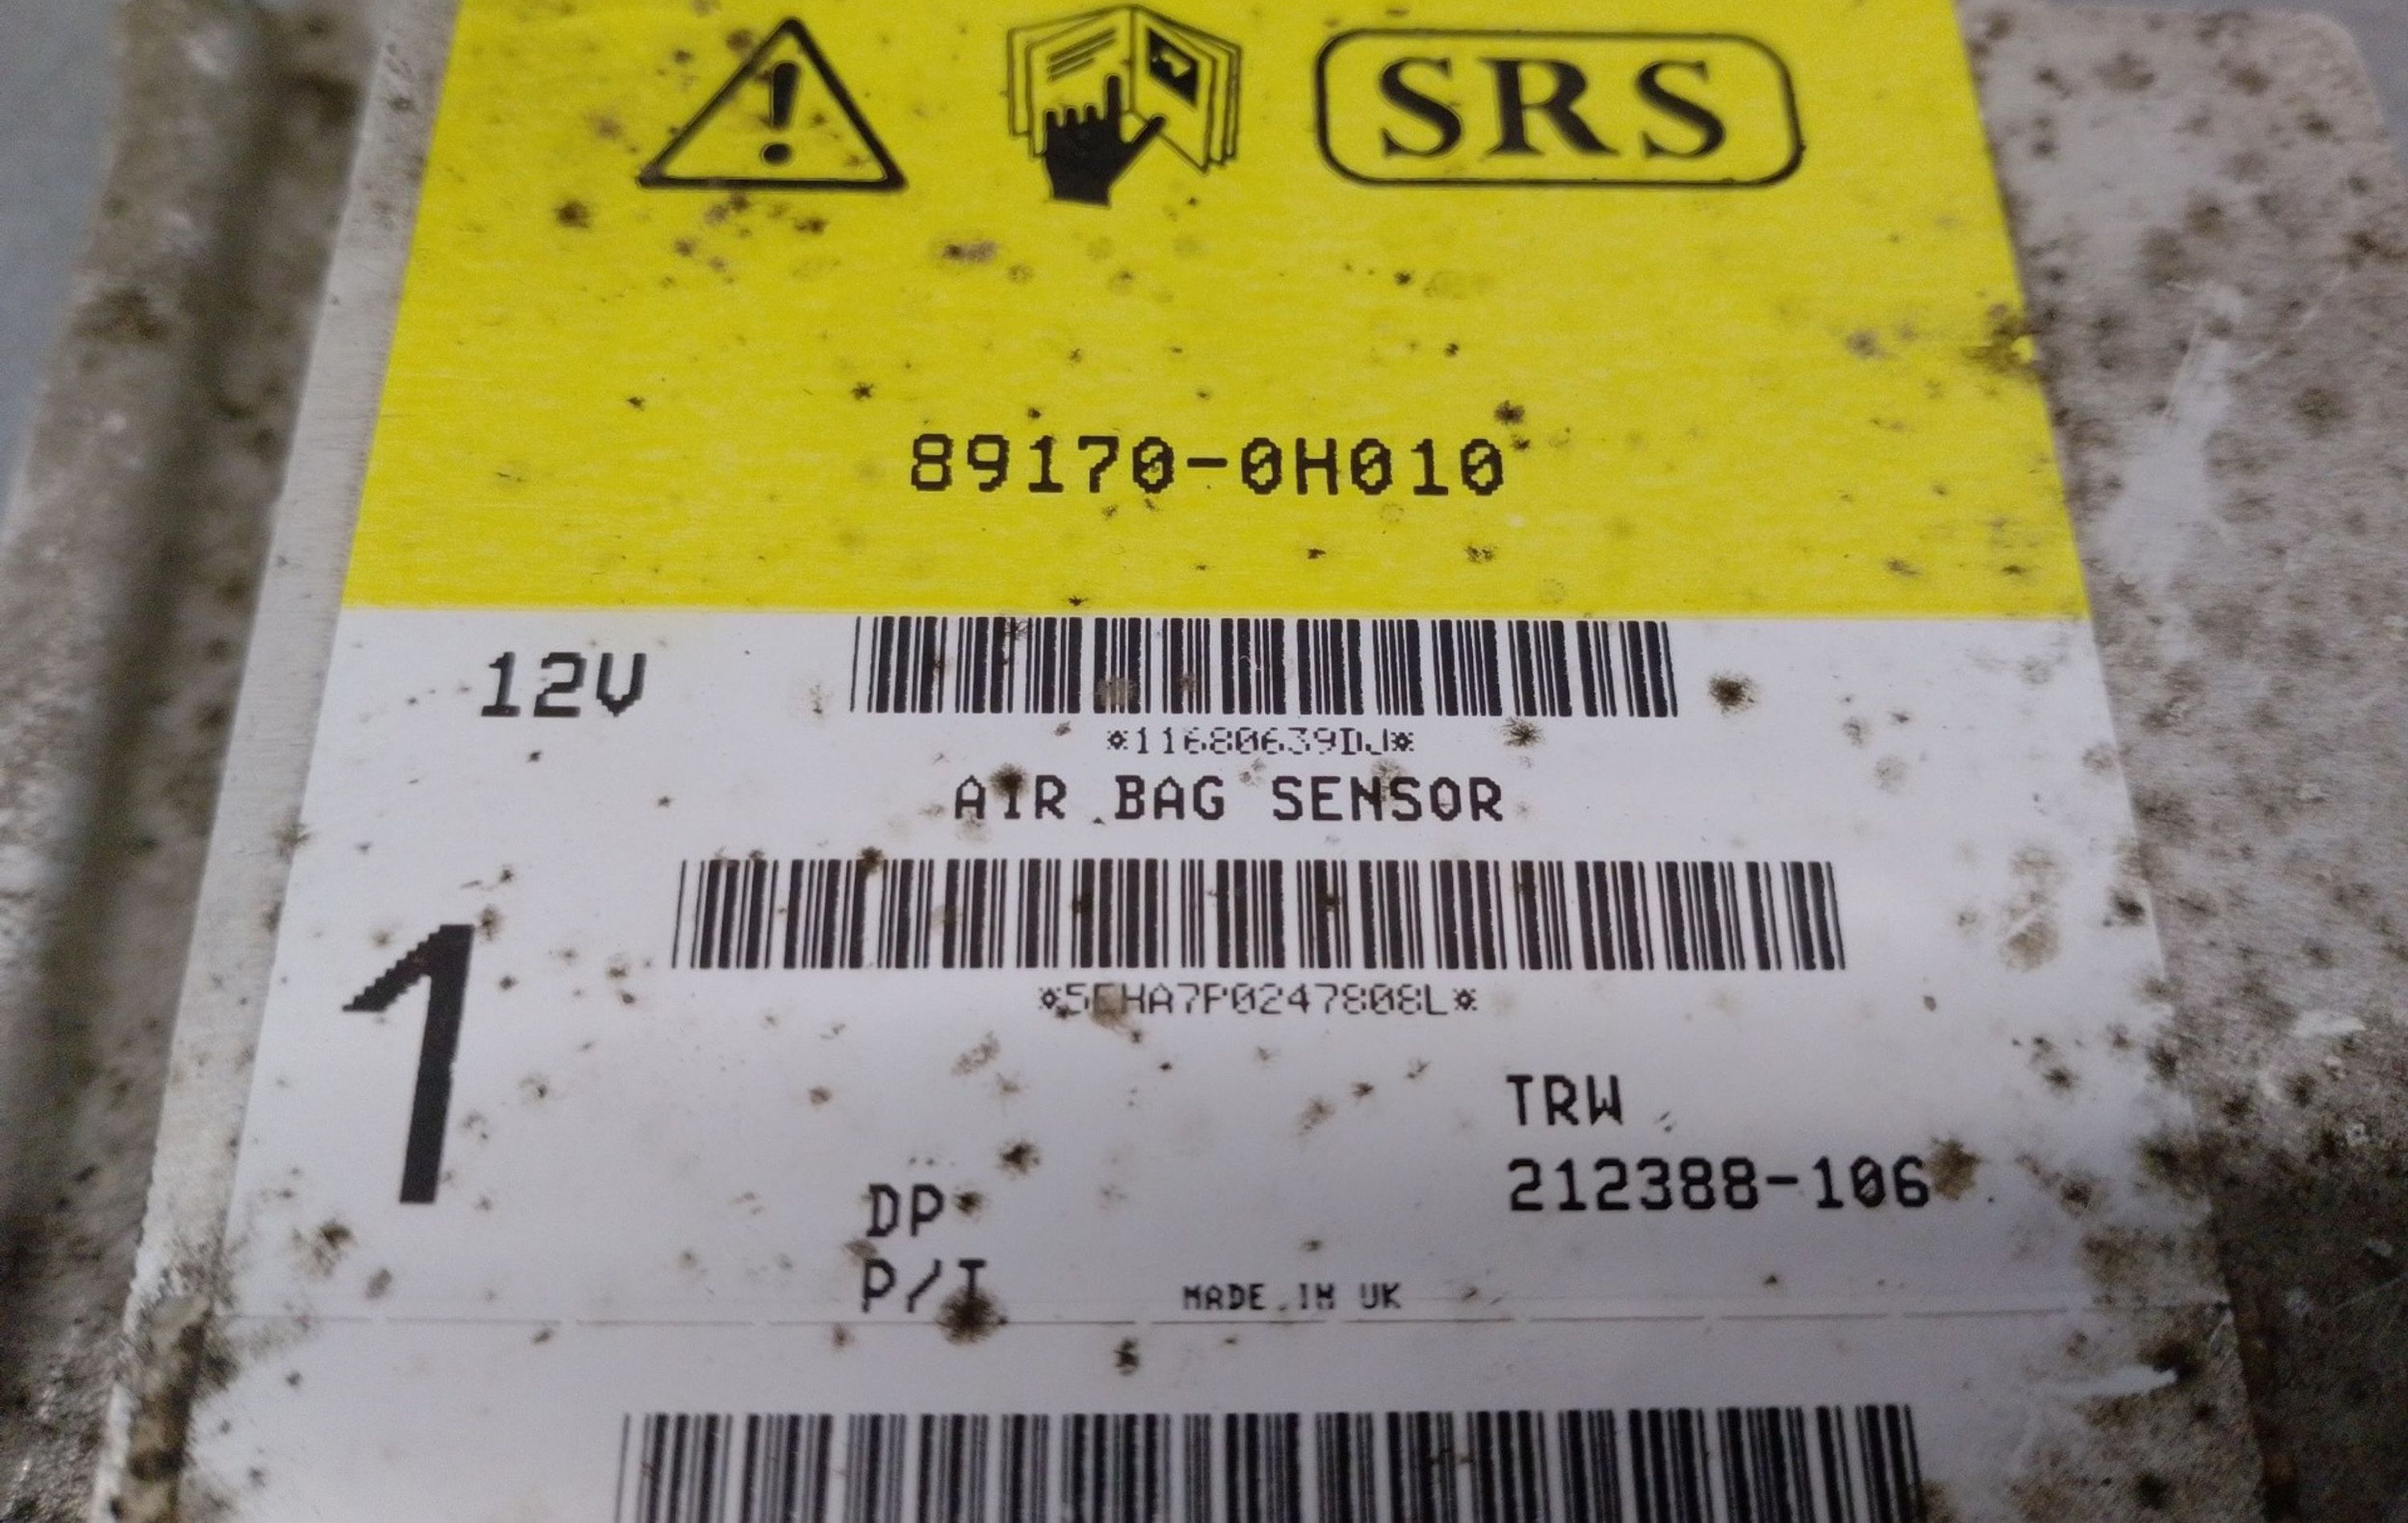 SRS
89170-0H010
12V
*11680639DJ*
AIR BAG SENSOR
1
TRW
212388-106
DP
P/T
MADE IN UK